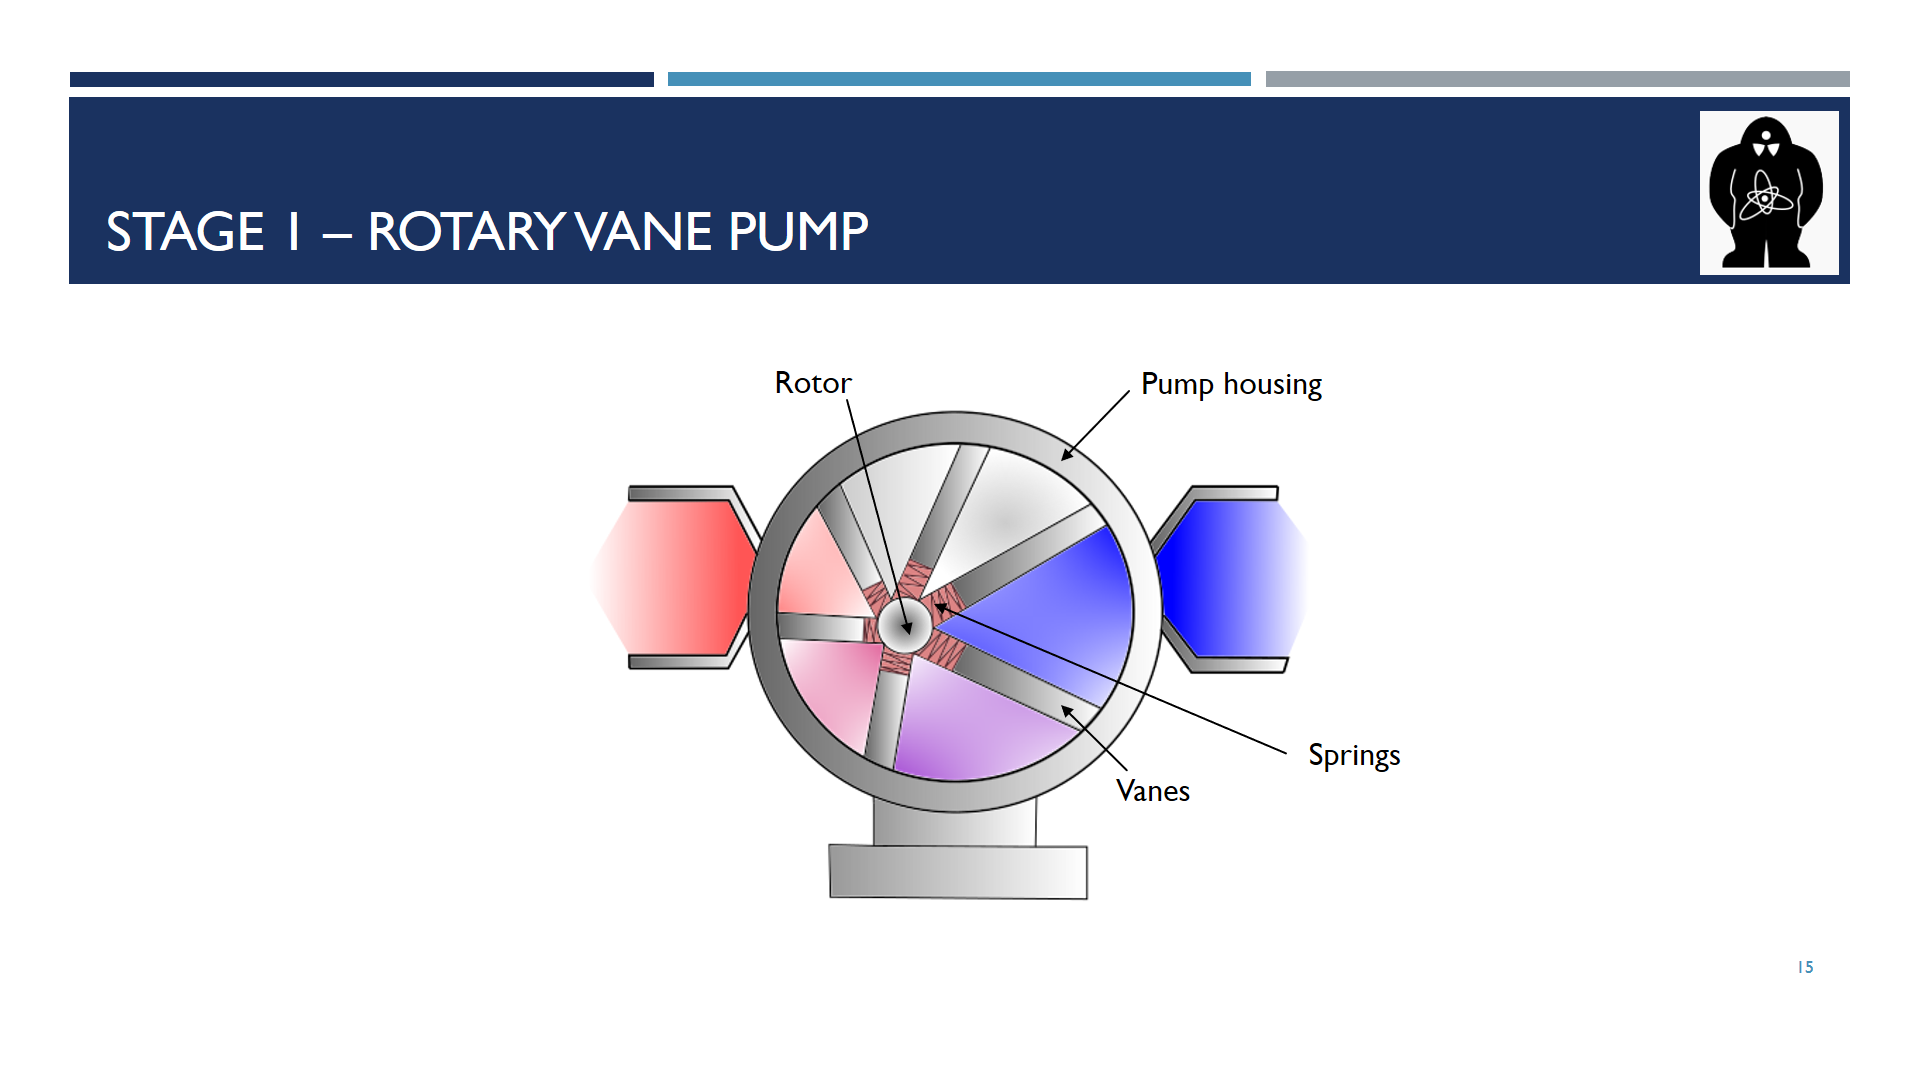 STAGE 1 – ROTARY VANE PUMP
Rotor
Pump housing
Springs
Vanes
15